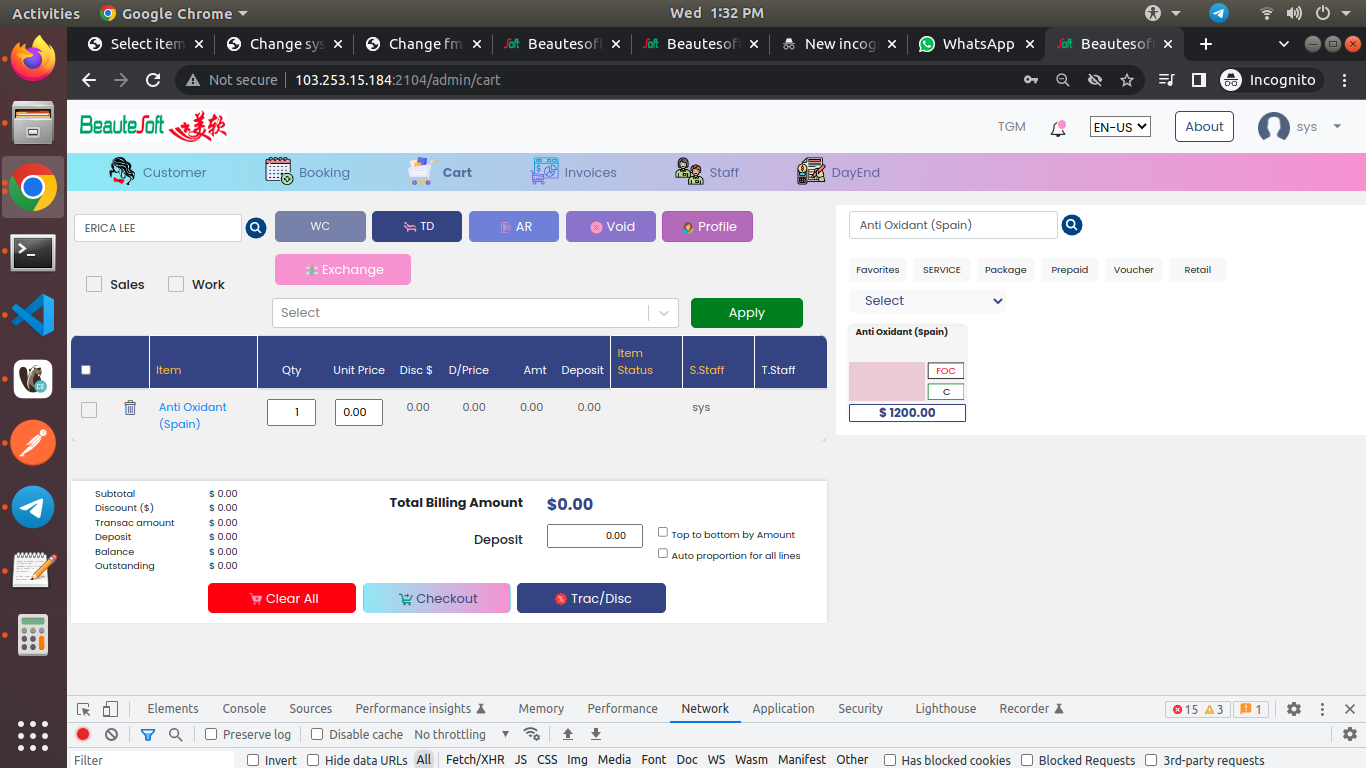 Activities Google Chrome Wed 1:32 PM
Select item Change sys Change fm Beautesoft Beautesoft New incog WhatsApp Beautesoft
Not secure 103.253.15.184:2104/admin/cart Incognito
BeauteSoft 美软 TGM EN-US About sys
Customer Booking Cart Invoices Staff DayEnd
ERICA LEE WC TD AR Void Profile Anti Oxidant (Spain)
Exchange
Favorites SERVICE Package Prepaid Voucher Retail
Sales Work
Select
Select Apply
Anti Oxidant (Spain)
Item Qty Unit Price Disc $ D/Price Amt Deposit Item Status S.Staff T.Staff
FOC
C
$ 1200.00
Anti Oxidant 1 0.00 0.00 0.00 0.00 0.00 sys
(Spain)
Subtotal $ 0.00
Discount ($) $ 0.00
Transac amount $ 0.00
Deposit $ 0.00
Balance $ 0.00
Outstanding $ 0.00
Total Billing Amount $0.00
Deposit 0.00
Top to bottom by Amount
Auto proportion for all lines
Clear All Checkout Trac/Disc
Elements Console Sources Performance insights Memory Performance Network Application Security Lighthouse Recorder 15 3 1
Preserve log Disable cache No throttling
Filter Invert Hide data URLs All Fetch/XHR JS CSS Img Media Font Doc WS Wasm Manifest Other Has blocked cookies Blocked Requests 3rd-party requests